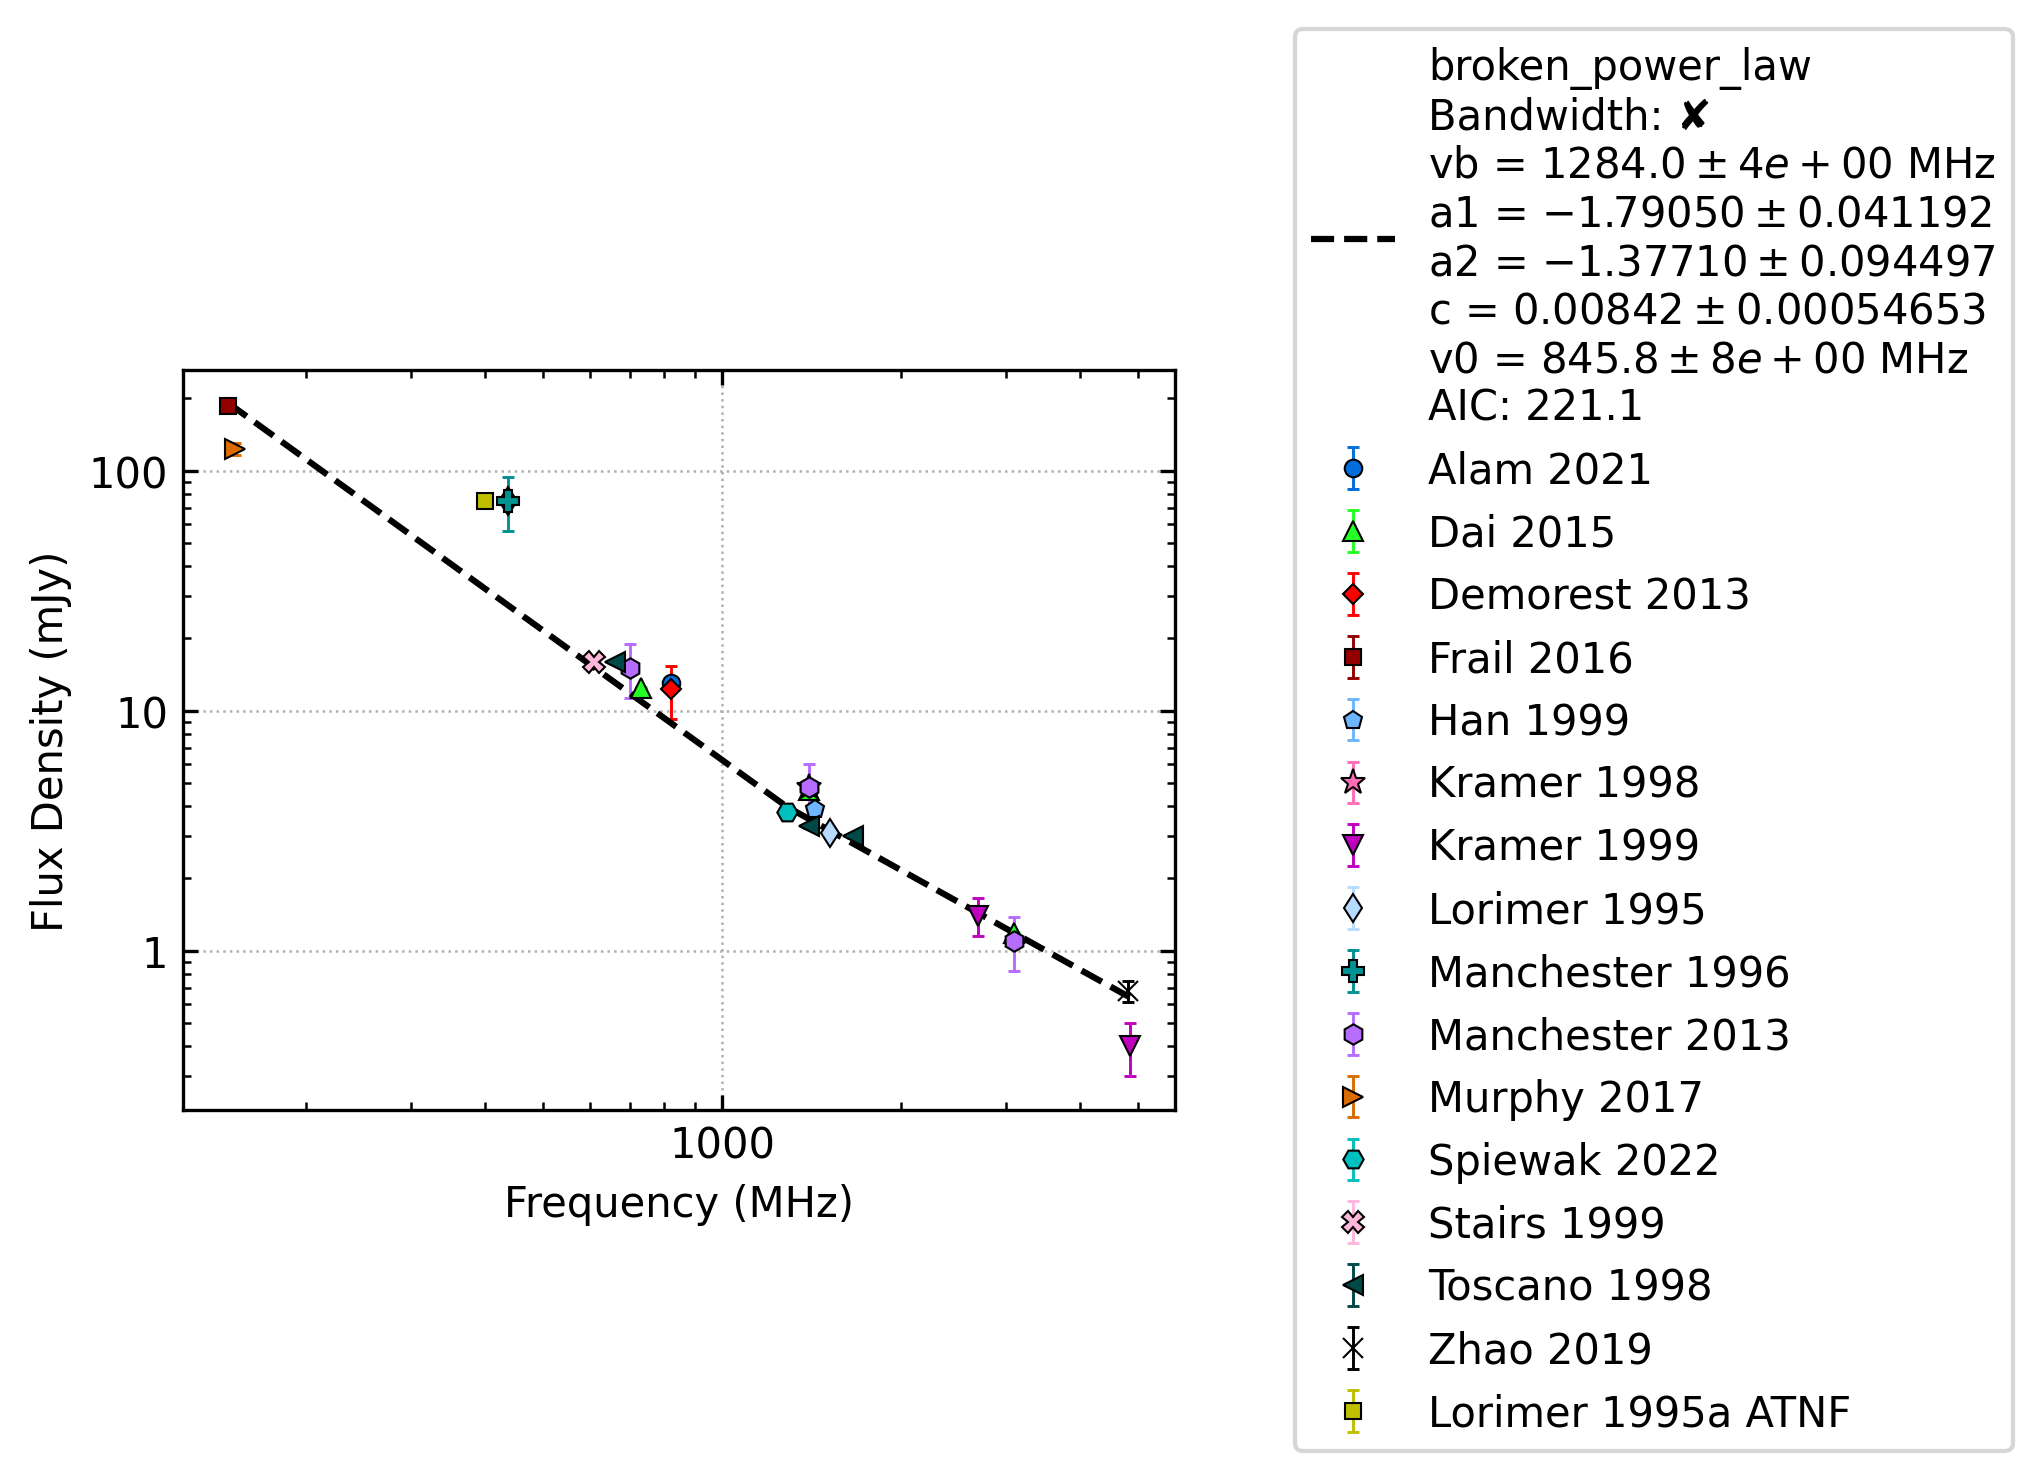 broken_power_law
Bandwidth: ✘
vb = 1284.0 ± 4e + 00 MHz
a1 = −1.79050 ± 0.041192
a2 = −1.37710 ± 0.094497
c = 0.00842 ± 0.00054653
v0 = 845.8 ± 8e + 00 MHz
AIC: 221.1
Alam 2021
Dai 2015
Demorest 2013
Frail 2016
Han 1999
Kramer 1998
Kramer 1999
Lorimer 1995
Manchester 1996
Manchester 2013
Murphy 2017
Spiewak 2022
Stairs 1999
Toscano 1998
Zhao 2019
Lorimer 1995a ATNF
Flux Density (mJy)
100
10
1
1000
Frequency (MHz)